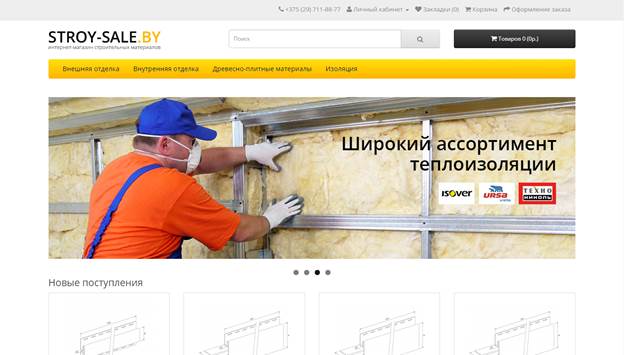 +375 (29) 711-88-77 Личный кабинет Закладки (0) Корзина Оформление заказа
STROY-SALE.BY
интернет-магазин строительных материалов
Поиск
Товаров 0 (0р.)
Внешняя отделка Внутренняя отделка Древесно-плитные материалы Изоляция
Широкий ассортимент
теплоизоляции
isover URSA ТЕХНО
НИКОЛЬ
Новые поступления